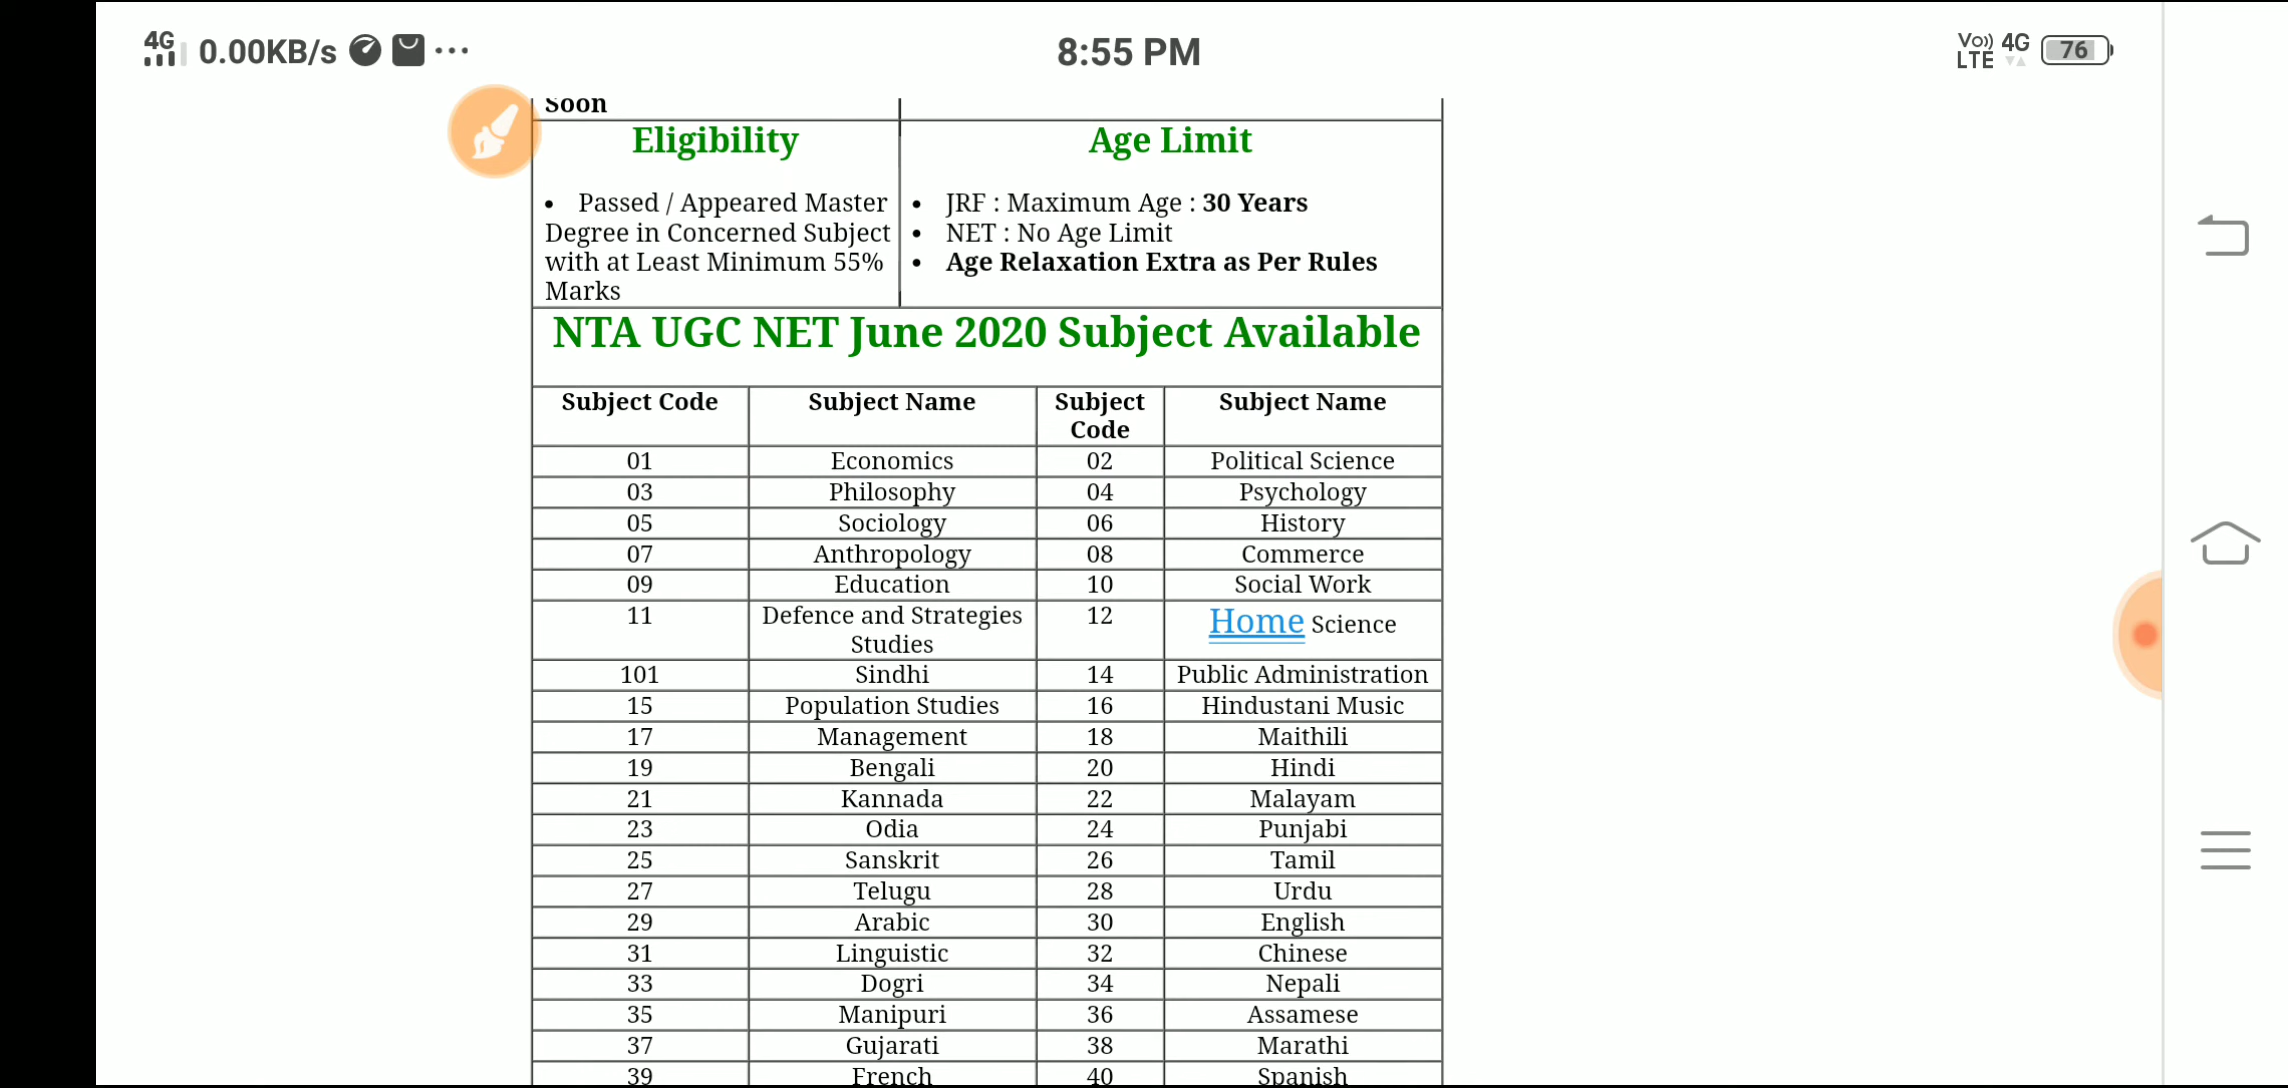 4G 0.00KB/s ... 8:55 PM Vo)) LTE 4G 76
Soon
Eligibility Age Limit
• Passed / Appeared Master • JRF : Maximum Age : 30 Years
Degree in Concerned Subject • NET : No Age Limit
with at Least Minimum 55% • Age Relaxation Extra as Per Rules
Marks
NTA UGC NET June 2020 Subject Available
Subject Code Subject Name Subject Subject Name
Code
01 Economics 02 Political Science
03 Philosophy 04 Psychology
05 Sociology 06 History
07 Anthropology 08 Commerce
09 Education 10 Social Work
11 Defence and Strategies 12 Home Science
Studies
101 Sindhi 14 Public Administration
15 Population Studies 16 Hindustani Music
17 Management 18 Maithili
19 Bengali 20 Hindi
21 Kannada 22 Malayam
23 Odia 24 Punjabi
25 Sanskrit 26 Tamil
27 Telugu 28 Urdu
29 Arabic 30 English
31 Linguistic 32 Chinese
33 Dogri 34 Nepali
35 Manipuri 36 Assamese
37 Gujarati 38 Marathi
39 French 40 Spanish